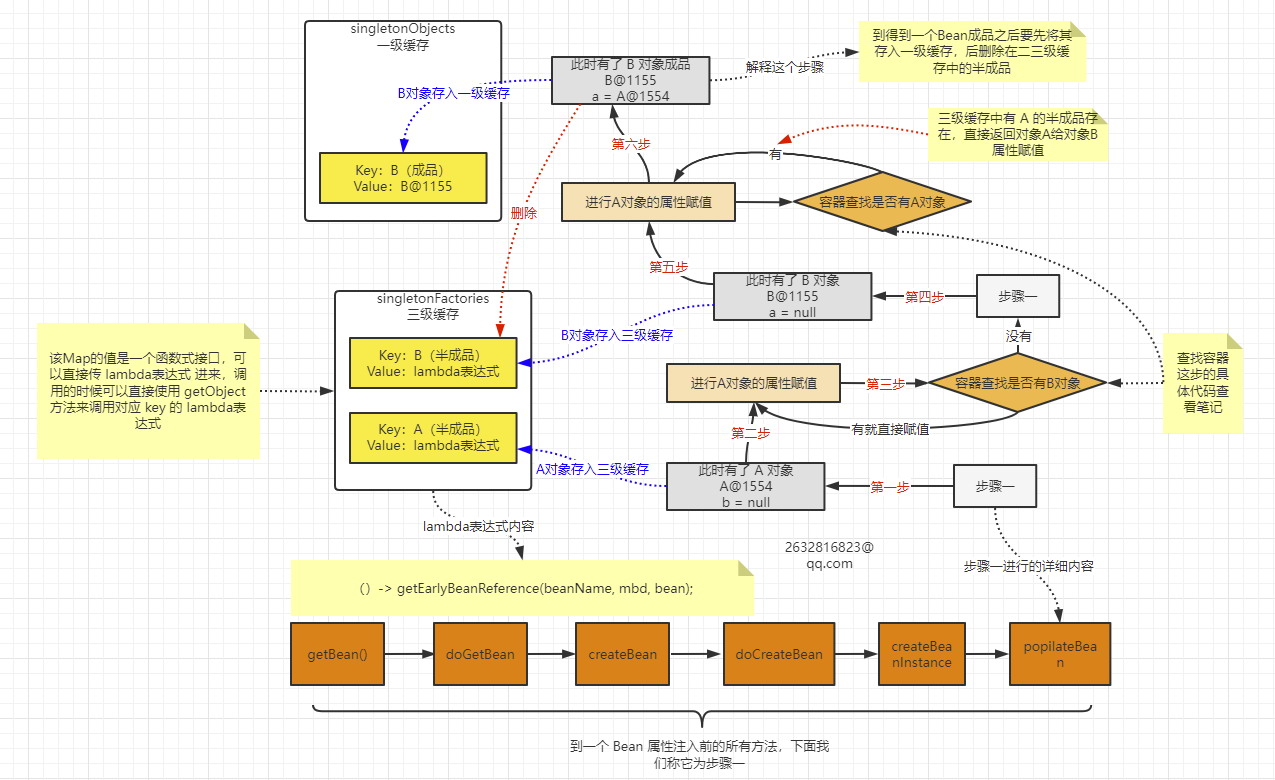 singletonObjects
一级缓存
Key：B（成品）
Value：B@1155
B对象存入一级缓存
此时有了 B 对象成品
B@1155
a = A@1554
解释这个步骤
到得到一个Bean成品之后要先将其
存入一级缓存，后删除在二三级缓
存中的半成品
三级缓存中有 A 的半成品存
在，直接返回对象A给对象B
属性赋值
第六步
有
进行A对象的属性赋值
容器查找是否有A对象
删除
第五步
此时有了 B 对象
B@1155
a = null
第四步
步骤一
singletonFactories
三级缓存
Key：B（半成品）
Value：lambda表达式
Key：A（半成品）
Value：lambda表达式
B对象存入三级缓存
没有
该Map的值是一个函数式接口，可
以直接传 lambda表达式 进来，调
用的时候可以直接使用 getObject
方法来调用对应 key 的 lambda表
达式
进行A对象的属性赋值
第三步
容器查找是否有B对象
查找容器
这步的具
体代码查
看笔记
第二步
有就直接赋值
A对象存入三级缓存
此时有了 A 对象
A@1554
b = null
第一步
步骤一
lambda表达式内容
2632816823@
qq.com
步骤一进行的详细内容
（）-> getEarlyBeanReference(beanName, mbd, bean);
getBean()
doGetBean
createBean
doCreateBean
createBea
nInstance
popilateBea
n
到一个 Bean 属性注入前的所有方法，下面我
们称它为步骤一